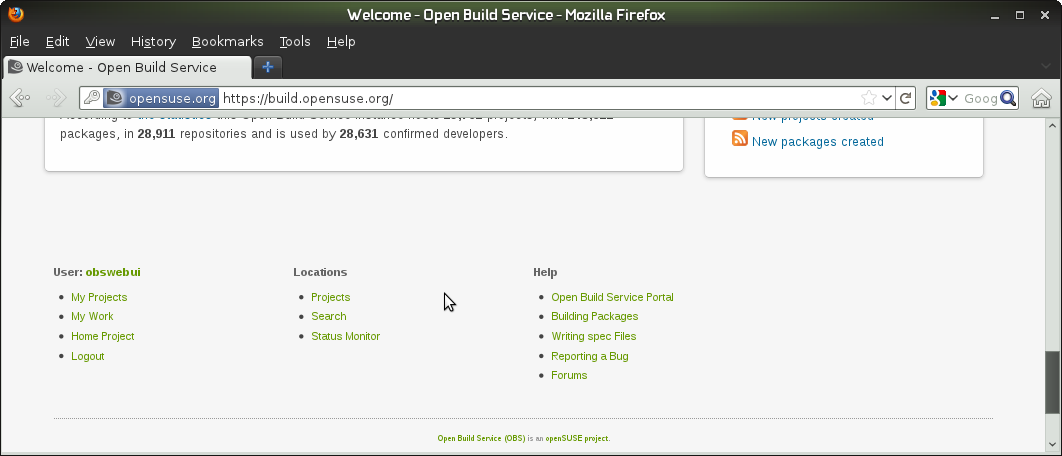 Welcome - Open Build Service - Mozilla Firefox
File Edit View History Bookmarks Tools Help
Welcome - Open Build Service
opensuse.org https://build.opensuse.org/ Goog
New projects created
packages, in 28,911 repositories and is used by 28,631 confirmed developers.
New packages created
User: obswebui
My Projects
My Work
Home Project
Logout
Locations
Projects
Search
Status Monitor
Help
Open Build Service Portal
Building Packages
Writing spec Files
Reporting a Bug
Forums
Open Build Service (OBS) is an openSUSE project.